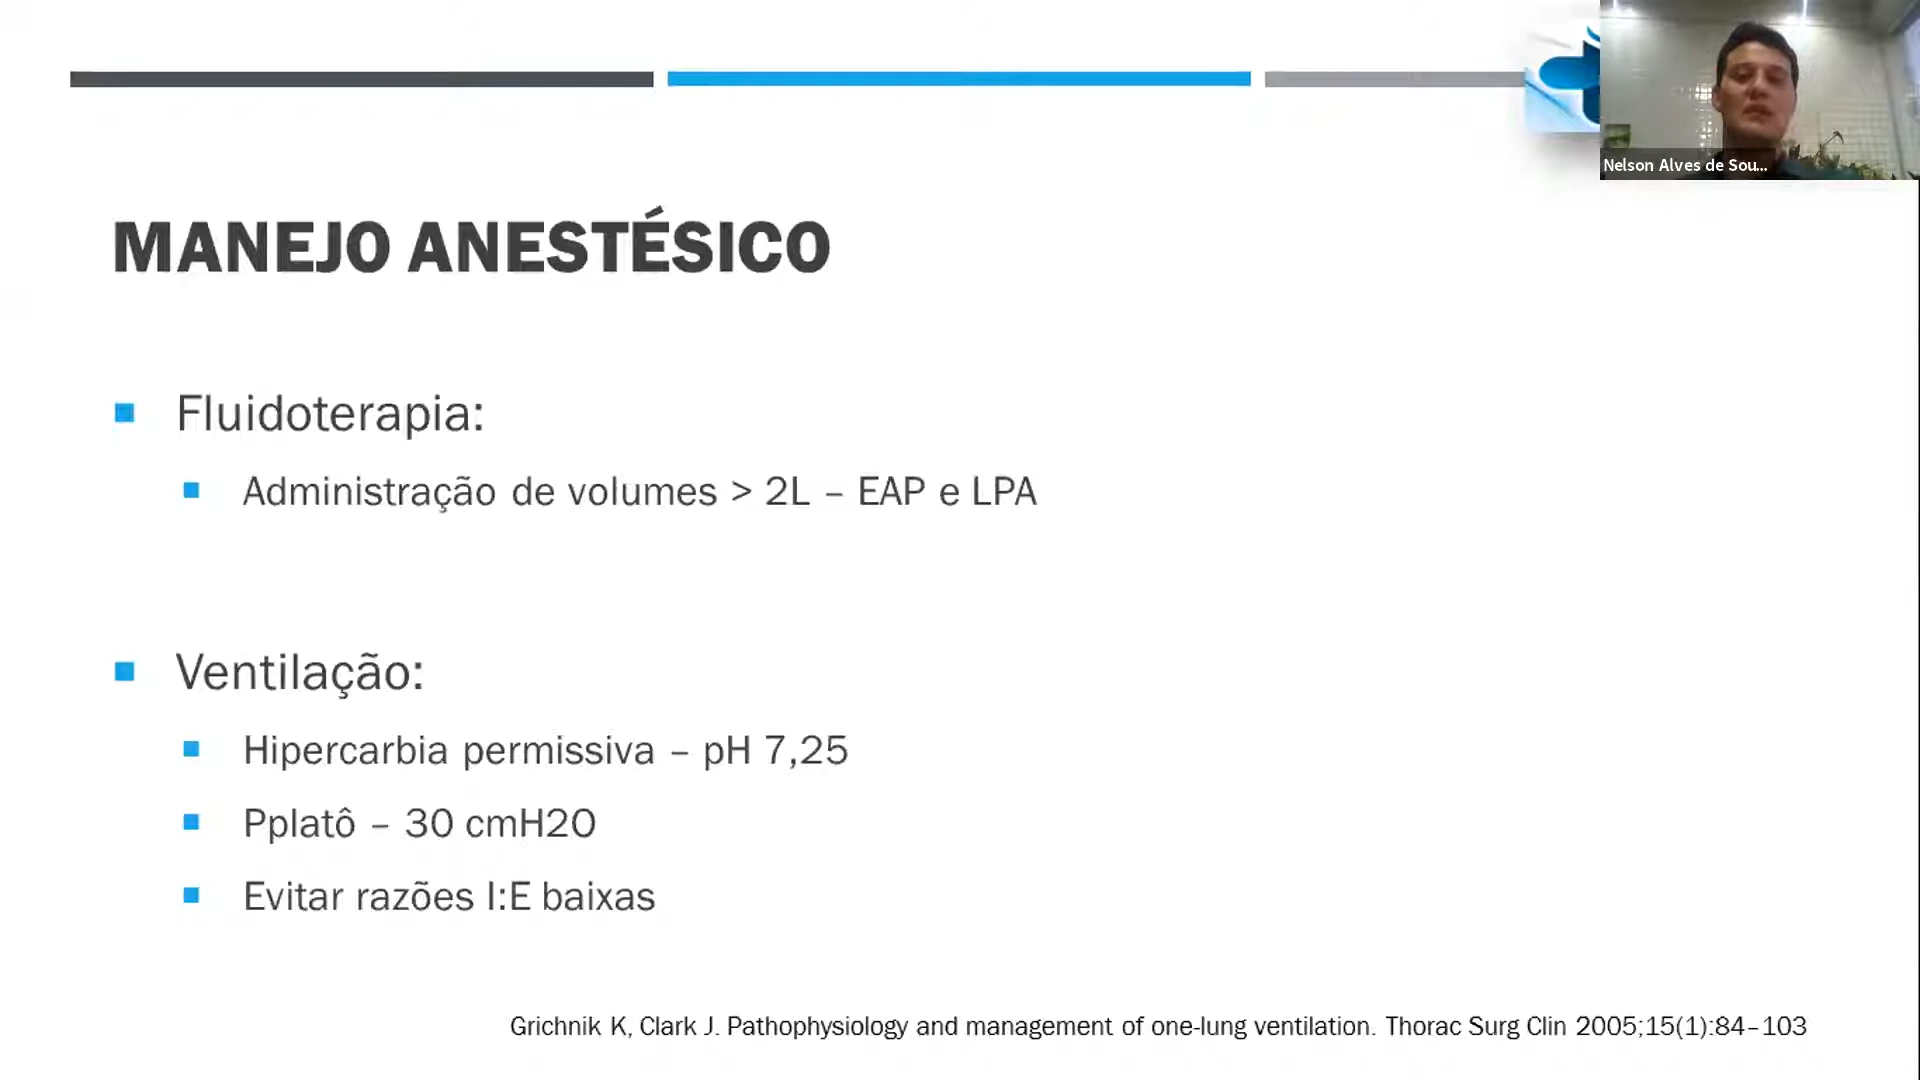 Nelson Alves de Sou...
MANEJO ANESTÉSICO
Fluidoterapia:
Administração de volumes > 2L – EAP e LPA
Ventilação:
Hipercarbia permissiva – pH 7,25
Pplatô – 30 cmH2O
Evitar razões I:E baixas
Grichnik K, Clark J. Pathophysiology and management of one-lung ventilation. Thorac Surg Clin 2005;15(1):84–103